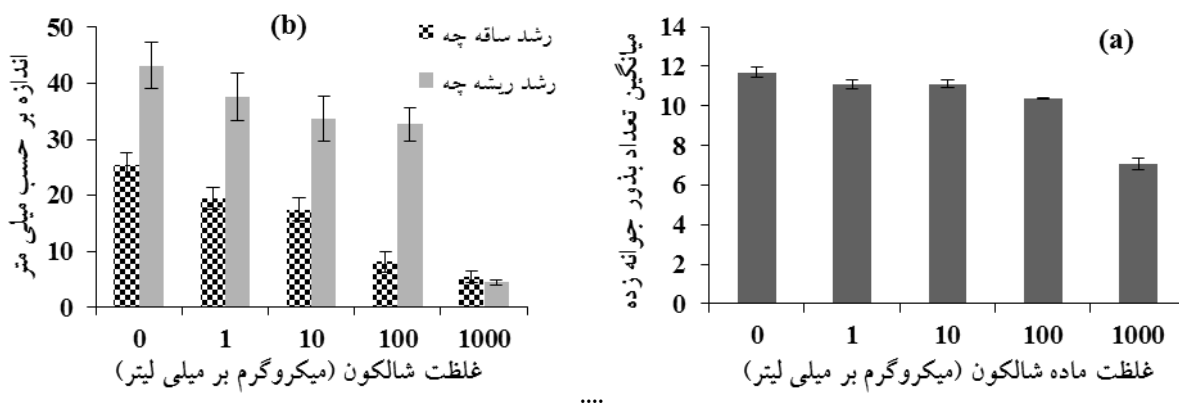 (b)
رشد ساقه چه
رشد ریشه چه
اندازه بر حسب میلی متر
50
40
30
20
10
0
0 1 10 100 1000
غلظت شالکون (میکروگرم بر میلی لیتر)
(a)
میانگین تعداد بذور جوانه زده
14
12
10
8
6
4
2
0
0 1 10 100 1000
غلظت ماده شالکون (میکروگرم بر میلی لیتر)
....